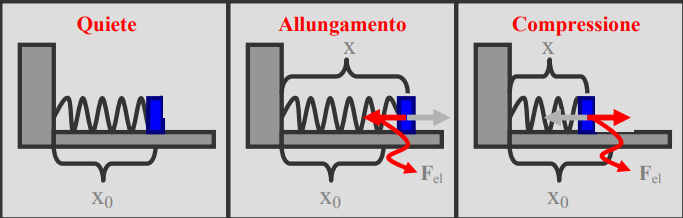 Quiete
x₀
Allungamento
x
x₀
Fₑₗ
Compressione
x
x₀
Fₑₗ